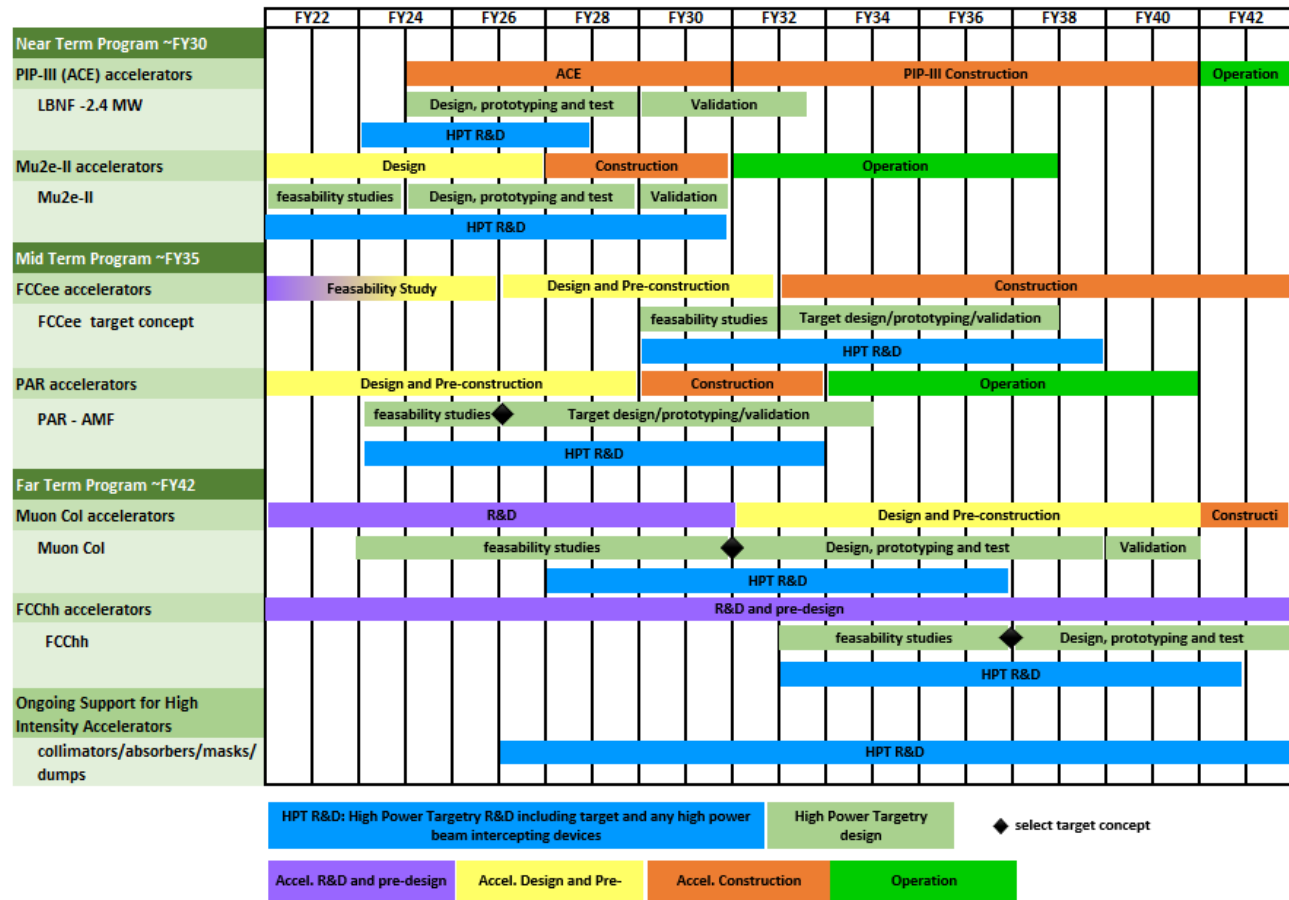 FY22 FY24 FY26 FY28 FY30 FY32 FY34 FY36 FY38 FY40 FY42
Near Term Program ~FY30
PIP-III (ACE) accelerators ACE PIP-III Construction Operation
LBNF -2.4 MW Design, prototyping and test Validation
HPT R&D
Mu2e-II accelerators Design Construction Operation
Mu2e-II feasability studies Design, prototyping and test Validation
HPT R&D
Mid Term Program ~FY35
FCCee accelerators Feasability Study Design and Pre-construction Construction
FCCee target concept feasability studies Target design/prototyping/validation
HPT R&D
PAR accelerators Design and Pre-construction Construction Operation
PAR - AMF feasability studies Target design/prototyping/validation
HPT R&D
Far Term Program ~FY42
Muon Col accelerators R&D Design and Pre-construction Constructi
Muon Col feasability studies Design, prototyping and test Validation
HPT R&D
FCChh accelerators R&D and pre-design
FCChh feasability studies Design, prototyping and test
HPT R&D
Ongoing Support for High
Intensity Accelerators
collimators/absorbers/masks/
dumps
HPT R&D
HPT R&D: High Power Targetry R&D including target and any high power
beam intercepting devices
High Power Targetry
design
select target concept
Accel. R&D and pre-design Accel. Design and Pre- Accel. Construction Operation